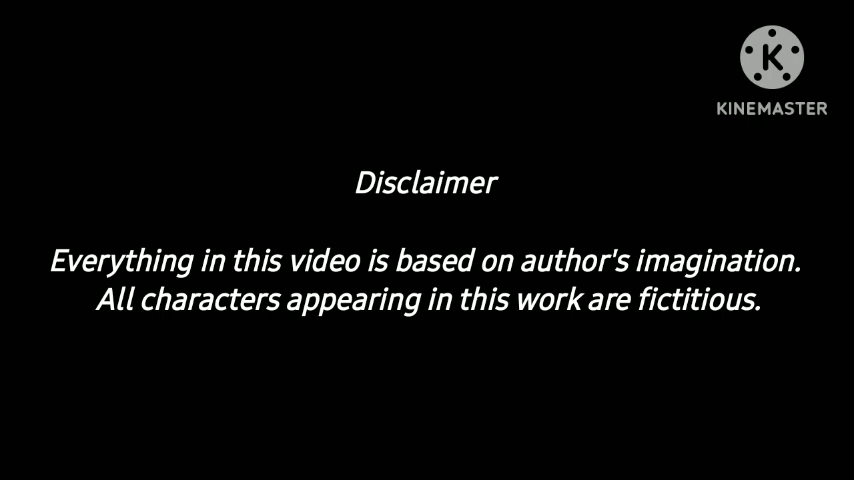 K
KINEMASTER
Disclaimer
Everything in this video is based on author's imagination.
All characters appearing in this work are fictitious.